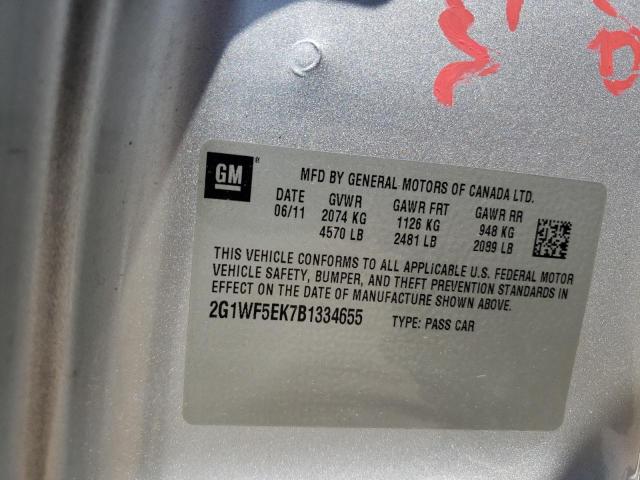 GM ®
MFD BY GENERAL MOTORS OF CANADA LTD.
DATE GVWR GAWR FRT GAWR RR
06/11 2074 KG 1126 KG 948 KG
4570 LB 2481 LB 2089 LB
THIS VEHICLE CONFORMS TO ALL APPLICABLE U.S. FEDERAL MOTOR
VEHICLE SAFETY, BUMPER, AND THEFT PREVENTION STANDARDS IN
EFFECT ON THE DATE OF MANUFACTURE SHOWN ABOVE.
2G1WF5EK7B1334655 TYPE: PASS CAR